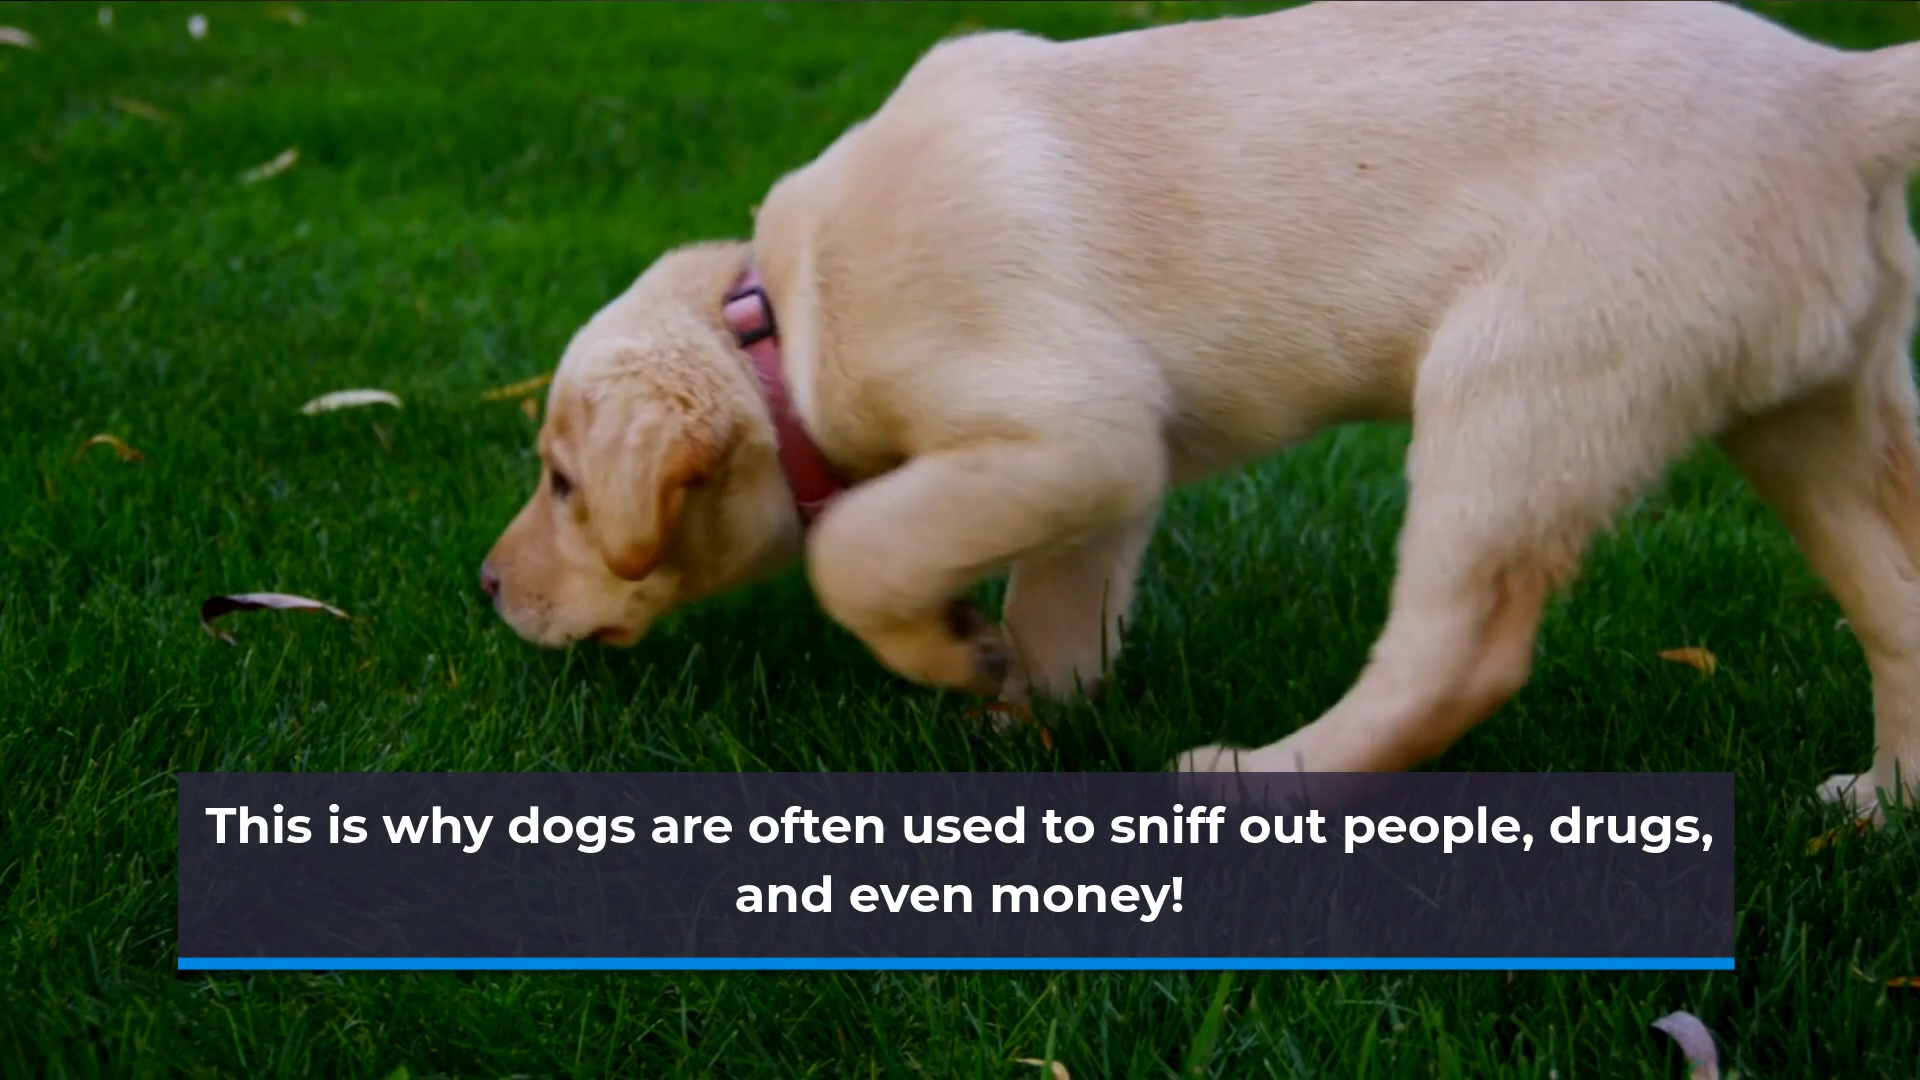 This is why dogs are often used to sniff out people, drugs,
and even money!